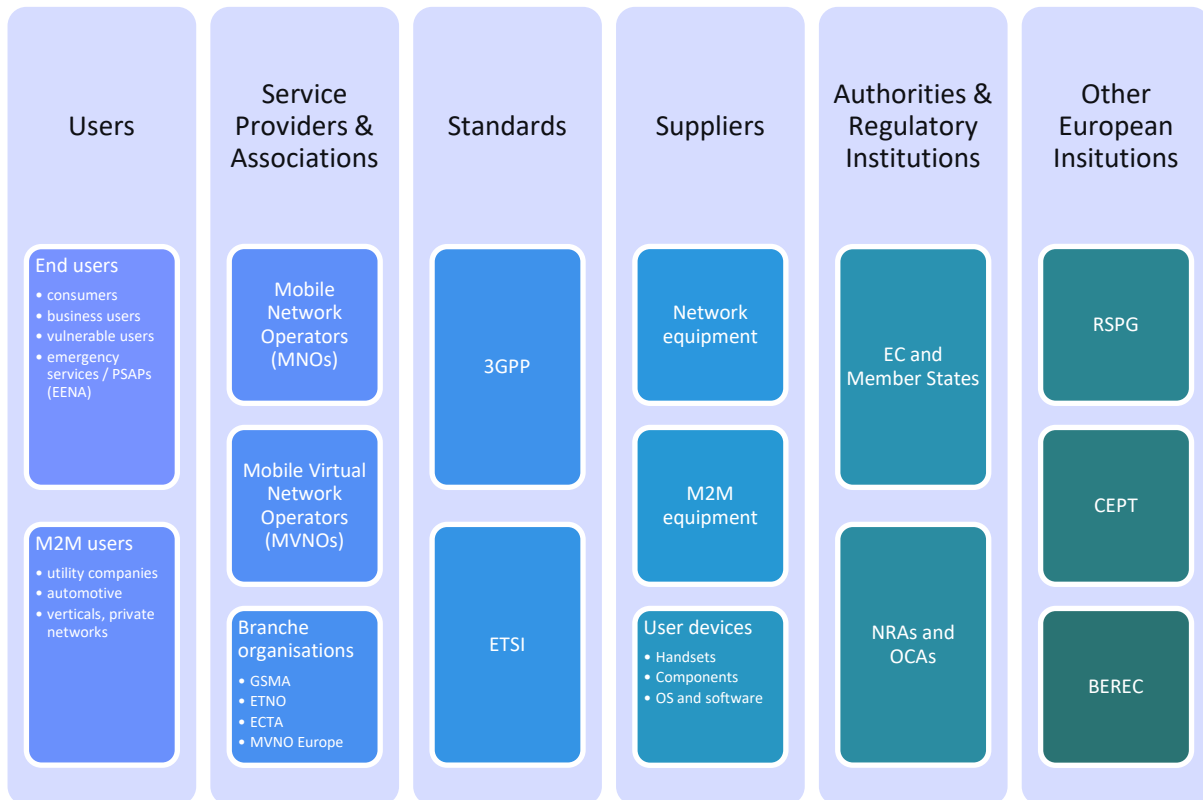 Users
End users
• consumers
• business users
• vulnerable users
• emergency
services / PSAPs
(EENA)
M2M users
• utility companies
• automotive
• verticals, private
networks
Service
Providers &
Associations
Mobile
Network
Operators
(MNOs)
Mobile Virtual
Network
Operators
(MVNOs)
Branche
organisations
• GSMA
• ETNO
• ECTA
• MVNO Europe
Standards
3GPP
ETSI
Suppliers
Network
equipment
M2M
equipment
User devices
• Handsets
• Components
• OS and software
Authorities &
Regulatory
Institutions
EC and
Member States
NRAs and
OCAs
Other
European
Insitutions
RSPG
CEPT
BEREC